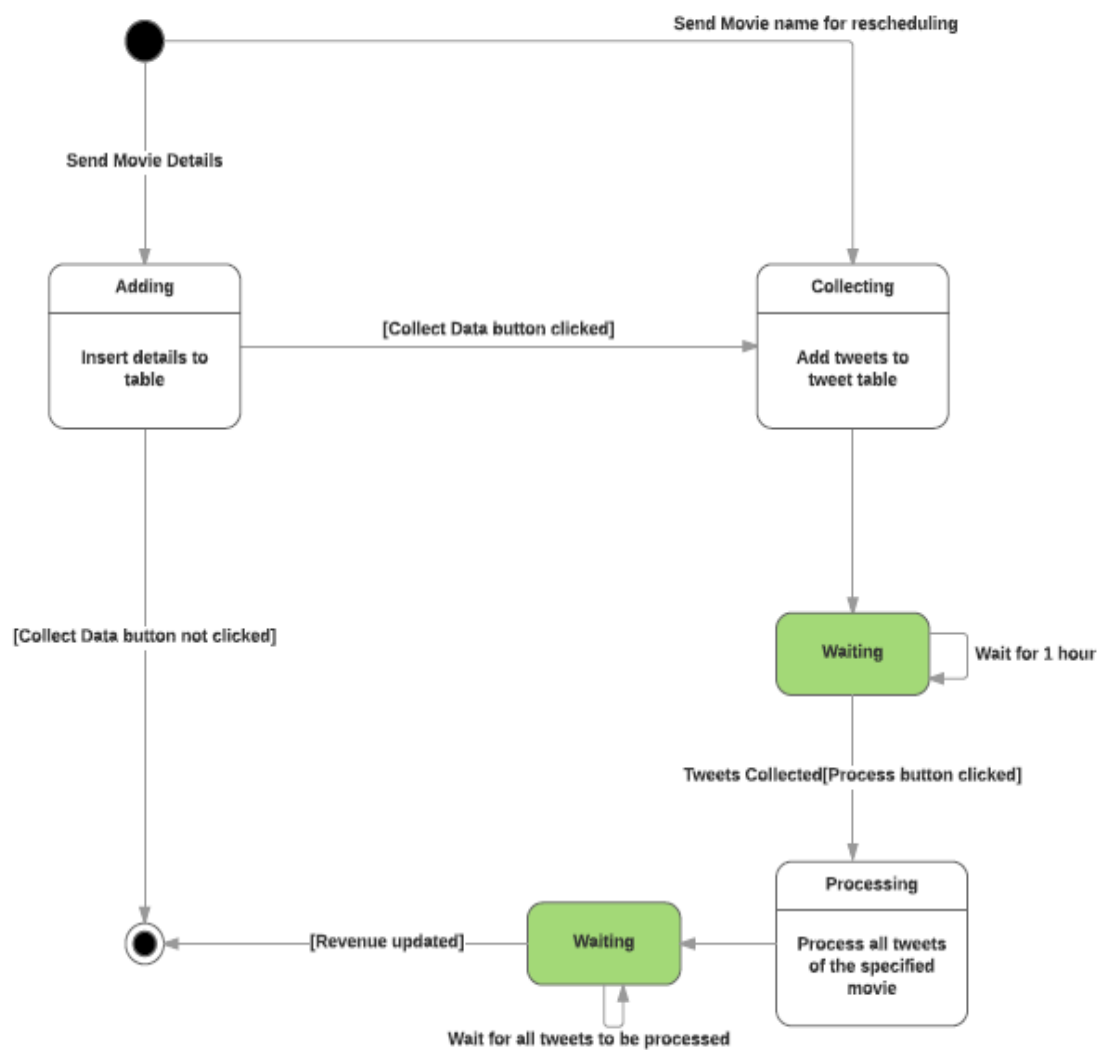 Send Movie name for rescheduling
Send Movie Details
Adding
Insert details to
table
[Collect Data button clicked]
Collecting
Add tweets to
tweet table
[Collect Data button not clicked]
Waiting
Wait for 1 hour
Tweets Collected[Process button clicked]
Processing
Process all tweets
of the specified
movie
Waiting
[Revenue updated]
Wait for all tweets to be processed